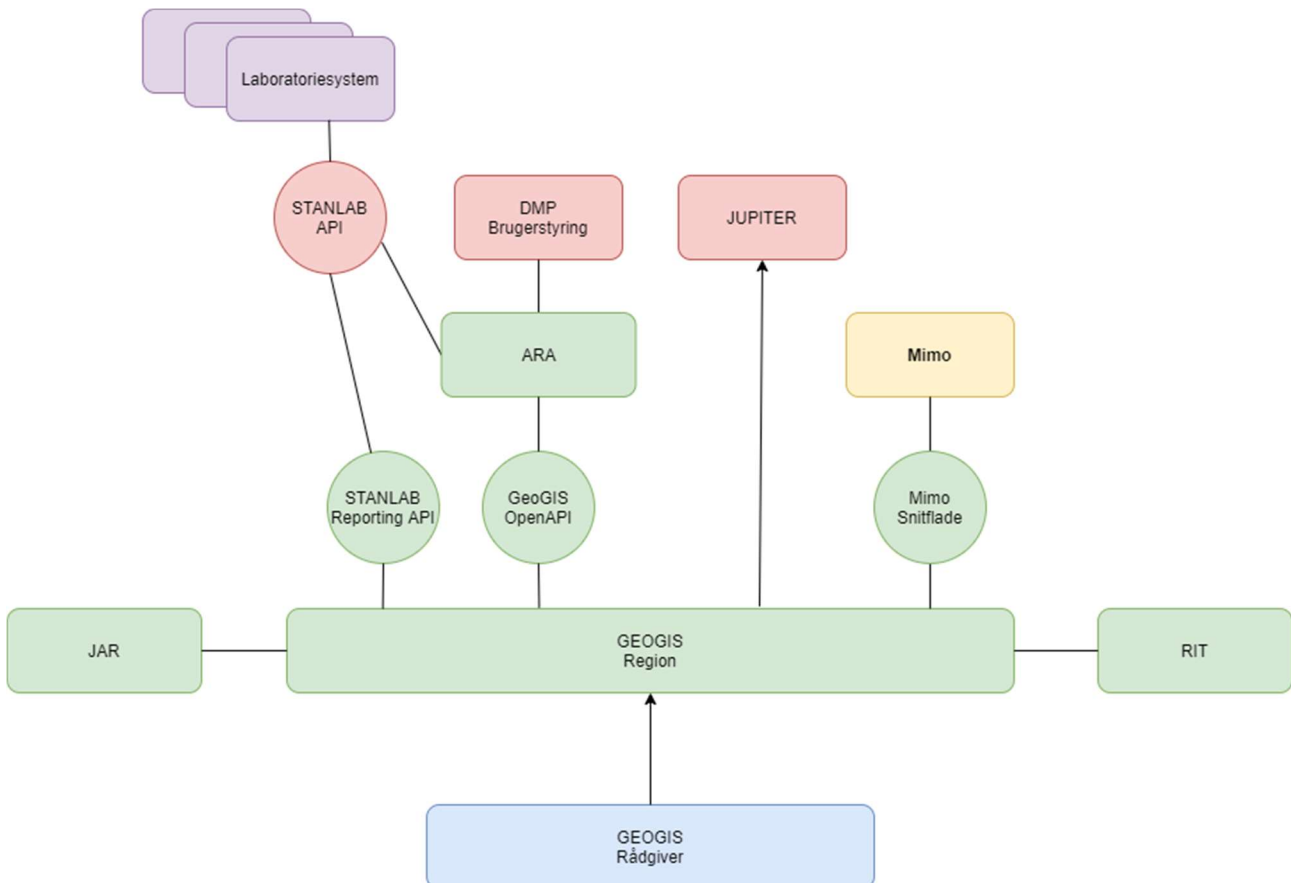 Laboratoriesystem
STANLAB
API
DMP
Brugerstyring
JUPITER
ARA
Mimo
STANLAB
Reporting API
GeoGIS
OpenAPI
Mimo
Snitflade
JAR
GEOGIS
Region
RIT
GEOGIS
Rådgiver